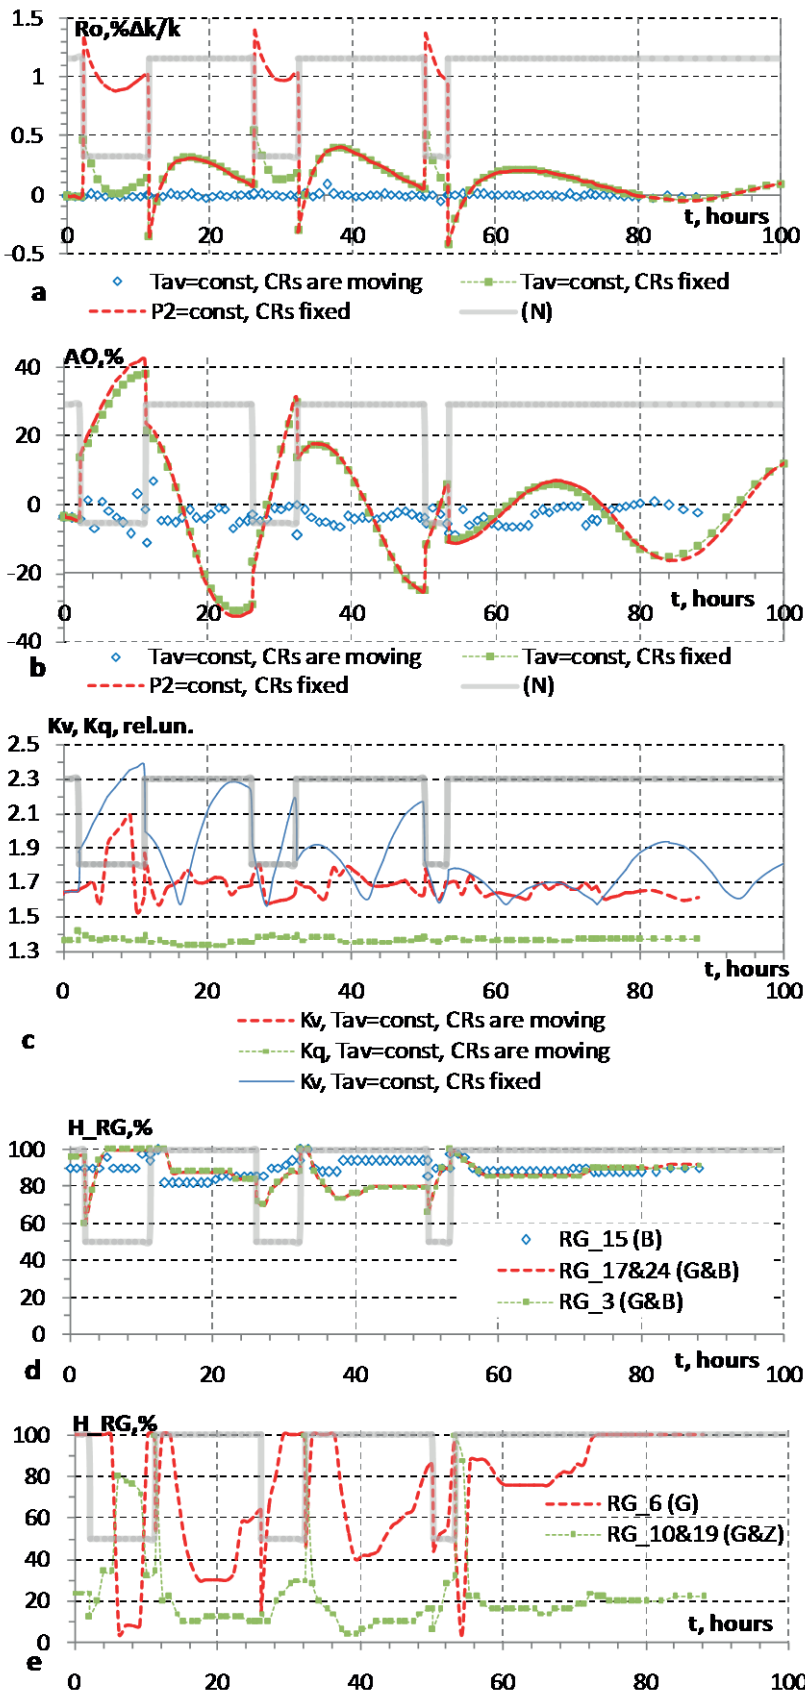 1.5
Ro,%Δk/k
1
0.5
0
-0.5
t, hours
0 20 40 60 80 100
a
Tav=const, CRs are moving
Tav=const, CRs fixed
P2=const, CRs fixed
(N)
AO,%
40
20
0
-20
-40
t, hours
0 20 40 60 80 100
b
Tav=const, CRs are moving
Tav=const, CRs fixed
P2=const, CRs fixed
(N)
Kv, Kq, rel.un.
2.5
2.3
2.1
1.9
1.7
1.5
1.3
t, hours
0 20 40 60 80 100
c
Kv, Tav=const, CRs are moving
Kq, Tav=const, CRs are moving
Kv, Tav=const, CRs fixed
H_RG,%
100
80
60
40
20
0
RG_15 (B)
RG_17&24 (G&B)
RG_3 (G&B)
t, hours
0 20 40 60 80 100
d
H_RG,%
100
80
60
40
20
0
RG_6 (G)
RG_10&19 (G&Z)
t, hours
0 20 40 60 80 100
e